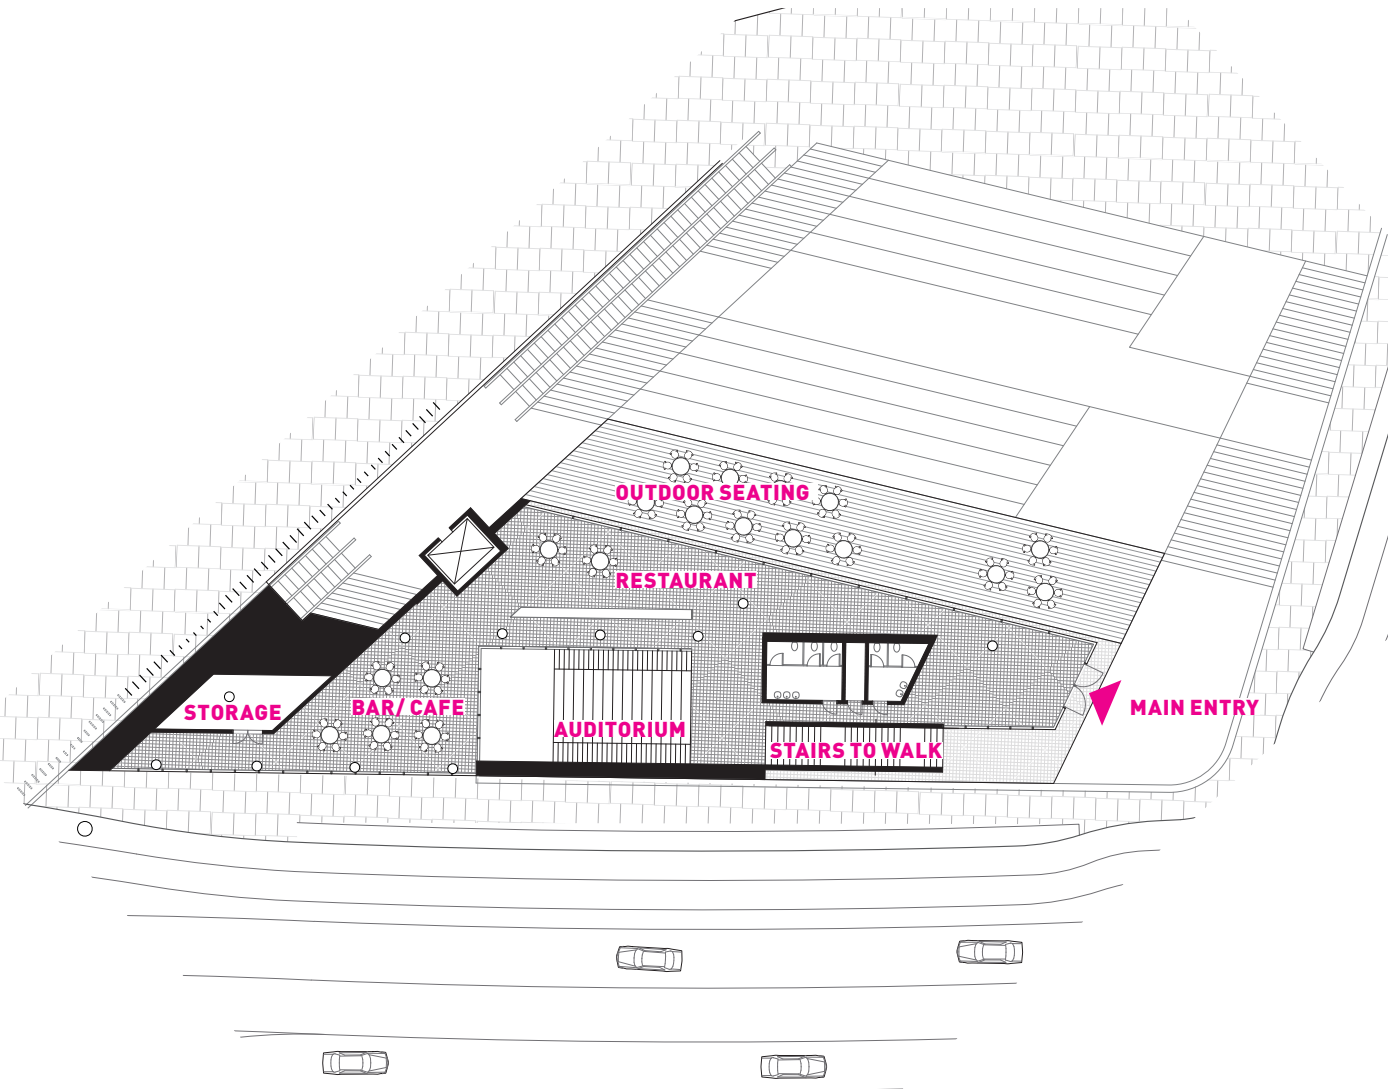 OUTDOOR SEATING
RESTAURANT
STORAGE
BAR/ CAFE
MAIN ENTRY
AUDITORIUM
STAIRS TO WALK